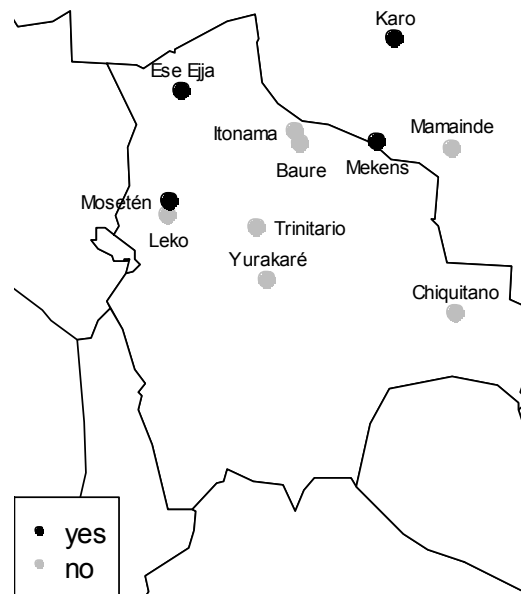 Karo
Ese Ejja
Itonama
Mamainde
Baure
Mekens
Mosetén
Leko
Trinitario
Yurakaré
Chiquitano
yes
no